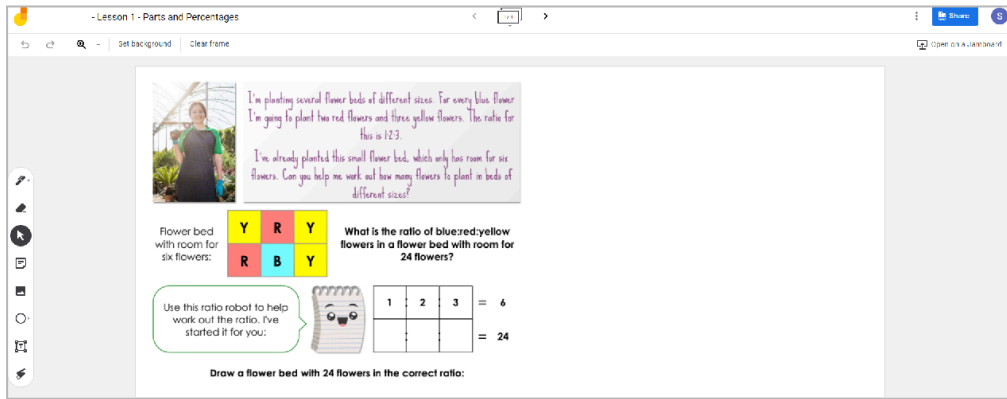 - Lesson 1 - Parts and Percentages
Share
S
Set background
Clear frame
Open on a Jamboard
I'm planting several flower beds of different sizes. For every blue flower
I'm going to plant two red flowers and three yellow flowers. The ratio for
this is 1:2:3.
I've already planted this small flower bed, which only has room for six
flowers. Can you help me work out how many flowers to plant in beds of
different sizes?
Flower bed
with room for
six flowers:
Y R Y
R B Y
What is the ratio of blue:red:yellow
flowers in a flower bed with room for
24 flowers?
Use this ratio robot to help
work out the ratio. I've
started it for you:
1 : 2 : 3 = 6
: : = 24
Draw a flower bed with 24 flowers in the correct ratio: